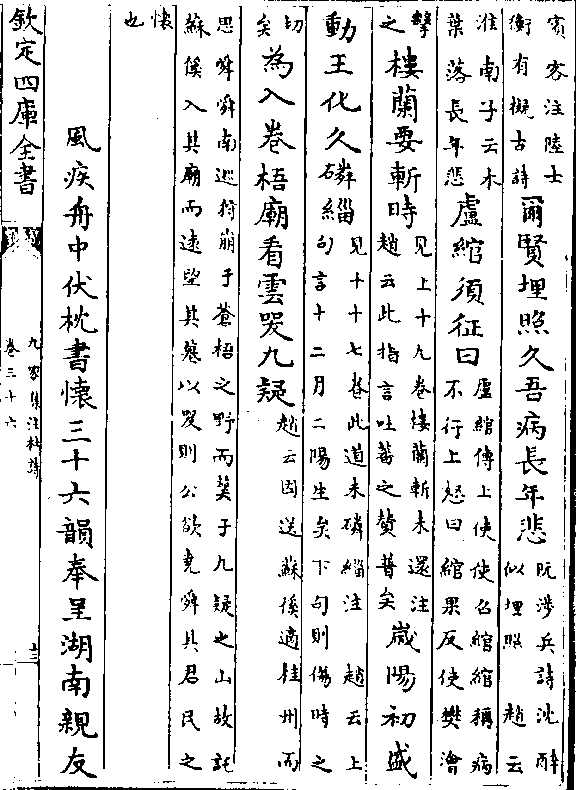 賓客注陸士
衡有擬古詩
爾賢埋照久吾病長年悲
阮涉兵詩沈醉
似埋照 趙云
淮南子云木
葉落長年悲
盧綰須征日
盧綰傳上使使召綰綰稱病
不行上怒曰綰果反使樊噲
擊
之
樓蘭要斬時
見上十九卷樓蘭斬未還注
趙云此指言吐蕃之贊普矣
歲陽初盛
動王化久磷緇
見十十七卷此道未磷緇注 趙云上
句言十二月二陽生矣下句則傷時之
切
矣
為入卷梧廟看雲哭九疑
趙云因送蘇徯適桂州而
思舜舜南巡狩崩于蒼梧之野而葬于九疑之山故託
蘇徯入其廟而遠望其葬以哭則公欲堯舜其君民之
懷
也
風疾舟中伏枕書懷三十六韻奉呈湖南親友
欽定四庫全書
九家集注杜詩
卷三十六
十三